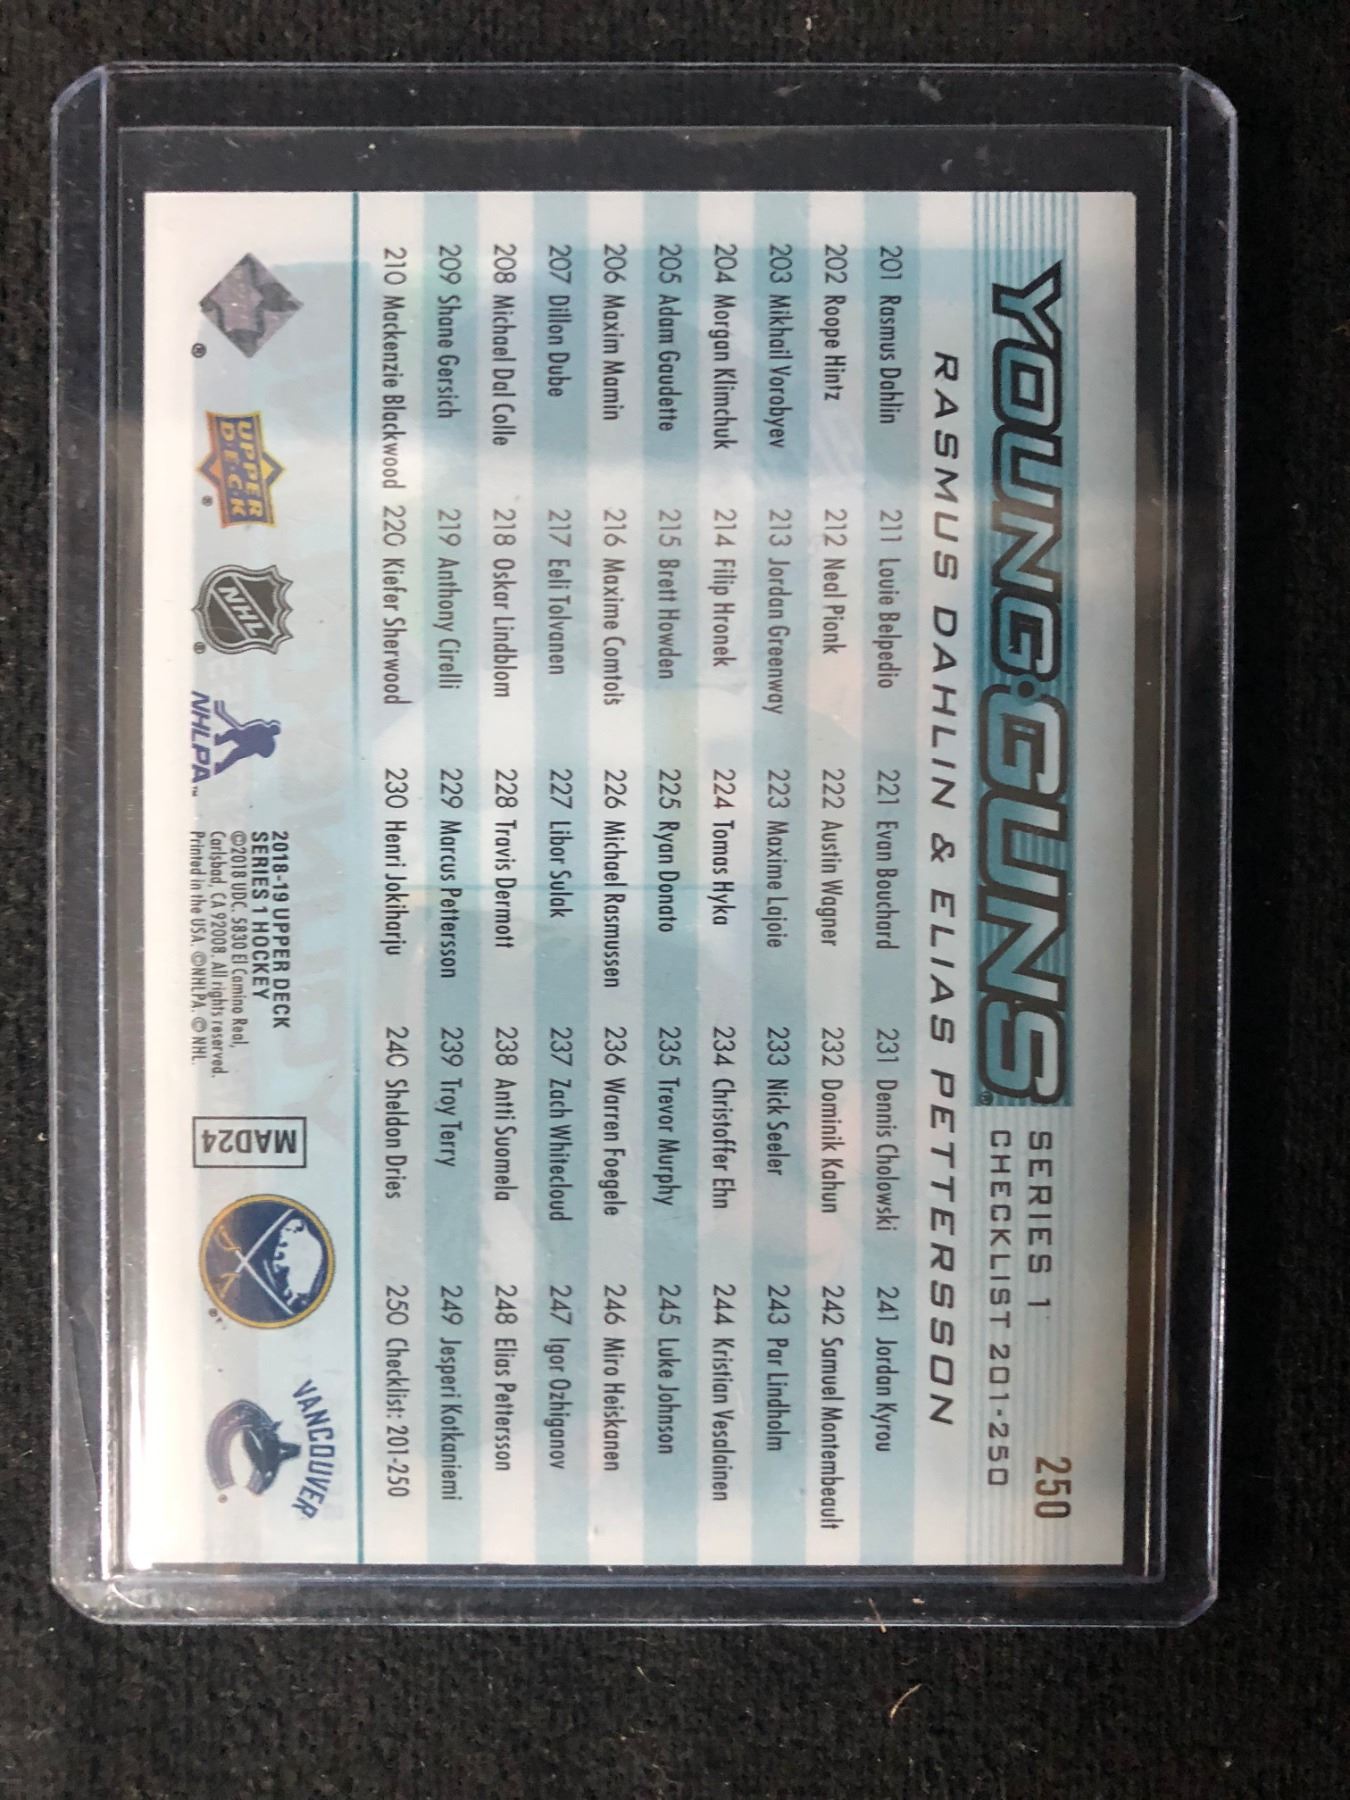 250
YOUNG·GUNS®
SERIES 1
CHECKLIST 201-250
RASMUS DAHLIN & ELIAS PETTERSSON
201 Rasmus Dahlin 211 Louie Belpedio 221 Evan Bouchard 231 Dennis Cholowski 241 Jordan Kyrou
202 Roope Hintz 212 Neal Pionk 222 Austin Wagner 232 Dominik Kahun 242 Samuel Montembeault
203 Mikhail Vorobyev 213 Jordan Greenway 223 Maxime Lajoie 233 Nick Seeler 243 Par Lindholm
204 Morgan Klimchuk 214 Filip Hronek 224 Tomas Hyka 234 Christoffer Ehn 244 Kristian Vesalainen
205 Adam Gaudette 215 Brett Howden 225 Ryan Donato 235 Trevor Murphy 245 Luke Johnson
206 Maxim Mamin 216 Maxime Comtois 226 Michael Rasmussen 236 Warren Foegele 246 Miro Heiskanen
207 Dillon Dube 217 Eeli Tolvanen 227 Libor Sulak 237 Zach Whitecloud 247 Igor Ozhiganov
208 Michael Dal Colle 218 Oskar Lindblom 228 Travis Dermott 238 Antti Suomela 248 Elias Pettersson
209 Shane Gersich 219 Anthony Cirelli 229 Marcus Pettersson 239 Troy Terry 249 Jesperi Kotkaniemi
210 Mackenzie Blackwood 220 Kiefer Sherwood 230 Henri Jokiharju 240 Sheldon Dries 250 Checklist: 201-250
UPPER
DECK
®
NHL
®
NHLPA™
2018-19 UPPER DECK
SERIES 1 HOCKEY
©2018 UDC. 5830 El Camino Real,
Carlsbad, CA 92008. All rights reserved.
Printed in the USA. ©NHLPA. ©NHL.
MAD24
VANCOUVER